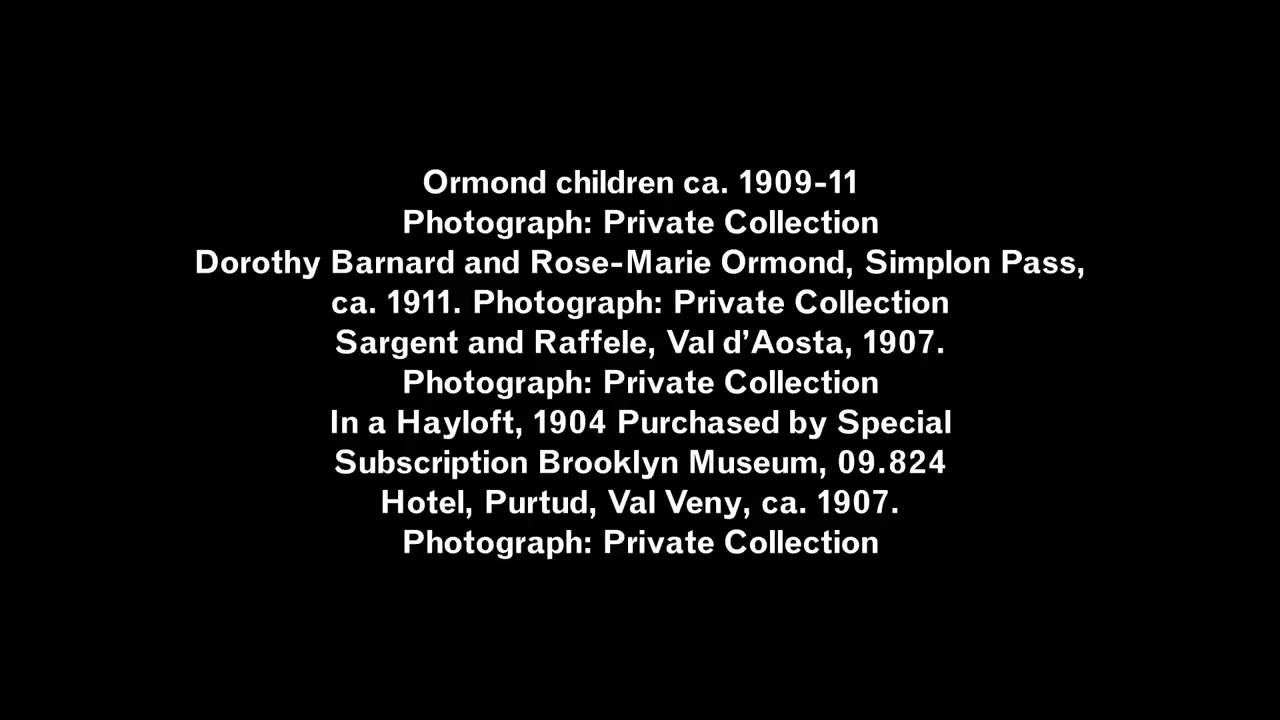 Ormond children ca. 1909-11
Photograph: Private Collection
Dorothy Barnard and Rose-Marie Ormond, Simplon Pass,
ca. 1911. Photograph: Private Collection
Sargent and Raffele, Val d’Aosta, 1907.
Photograph: Private Collection
In a Hayloft, 1904 Purchased by Special
Subscription Brooklyn Museum, 09.824
Hotel, Purtud, Val Veny, ca. 1907.
Photograph: Private Collection